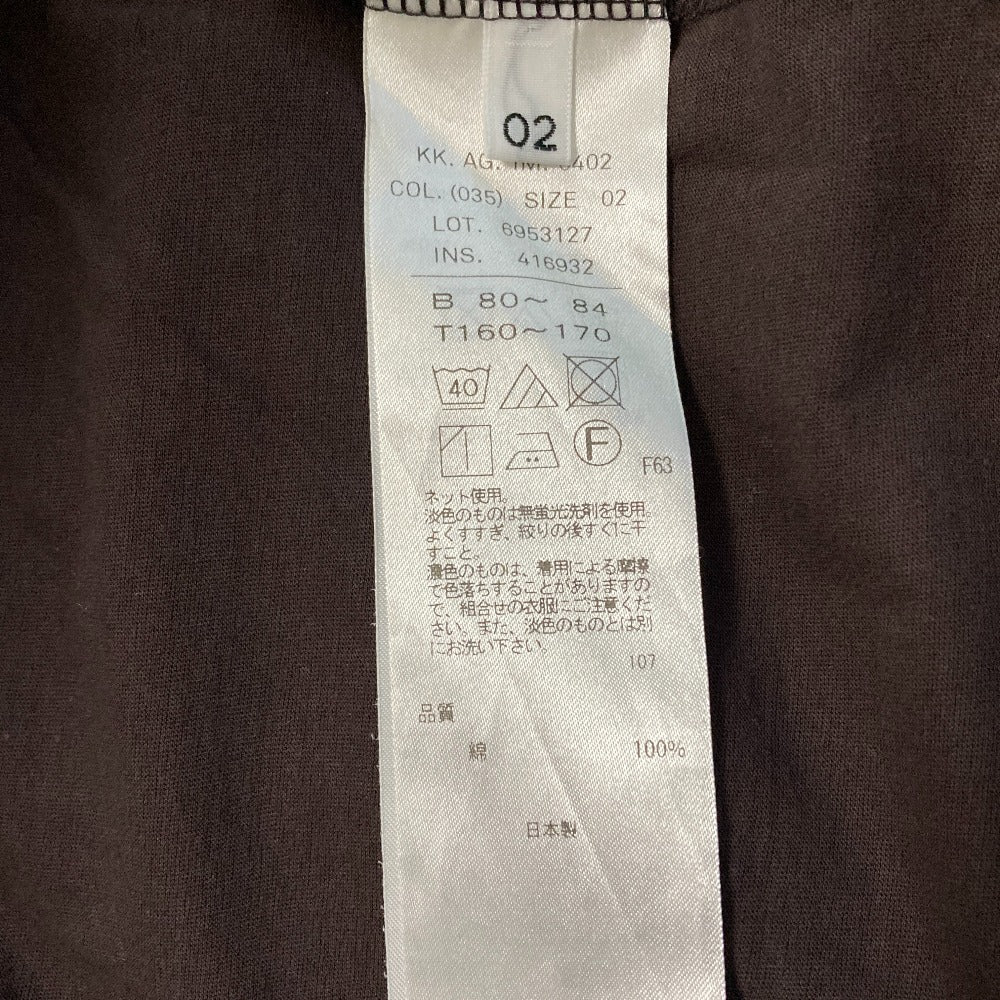 02
KK. AG. 402
COL. (035) SIZE 02
LOT. 6953127
INS. 416932
B 80〜 84
T160〜170
40
F
F63
ネット使用。
淡色のものは無蛍光洗剤を使用。
よくすすぎ、絞りの後すぐに干
すこと。
濃色のものは、着用による摩擦
で色落ちすることがありますの
で、組合せの衣服にご注意くだ
さい。また、淡色のものとは別
にお洗い下さい。
107
品質
綿 100%
日本製